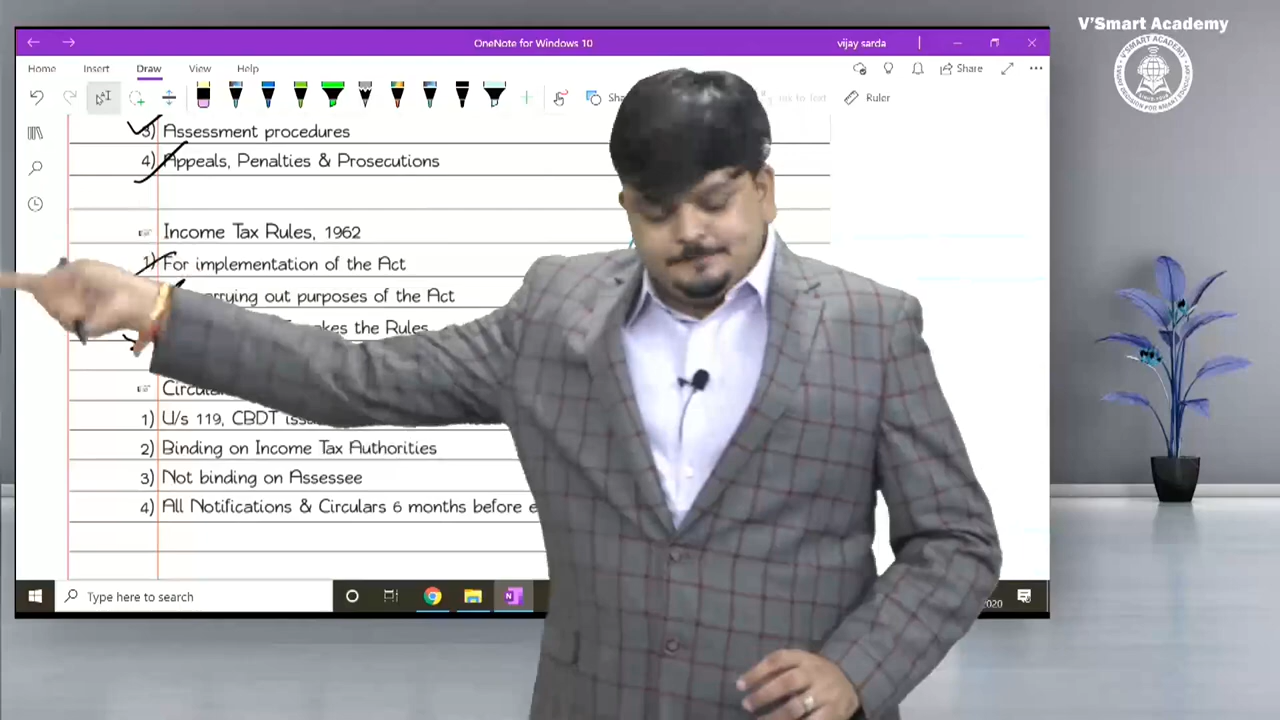 V'Smart Academy
OneNote for Windows 10
vijay sarda
Home Insert Draw View Help
Share
to Text
Ruler
3) Assessment procedures
4) Appeals, Penalties & Prosecutions
Income Tax Rules, 1962
1) For implementation of the Act
purposes of the Act
the Rules
1) U/s 119, CBDT
2) Binding on Income Tax Authorities
3) Not binding on Assessee
4) All Notifications & Circulars 6 months before
Type here to search
2020